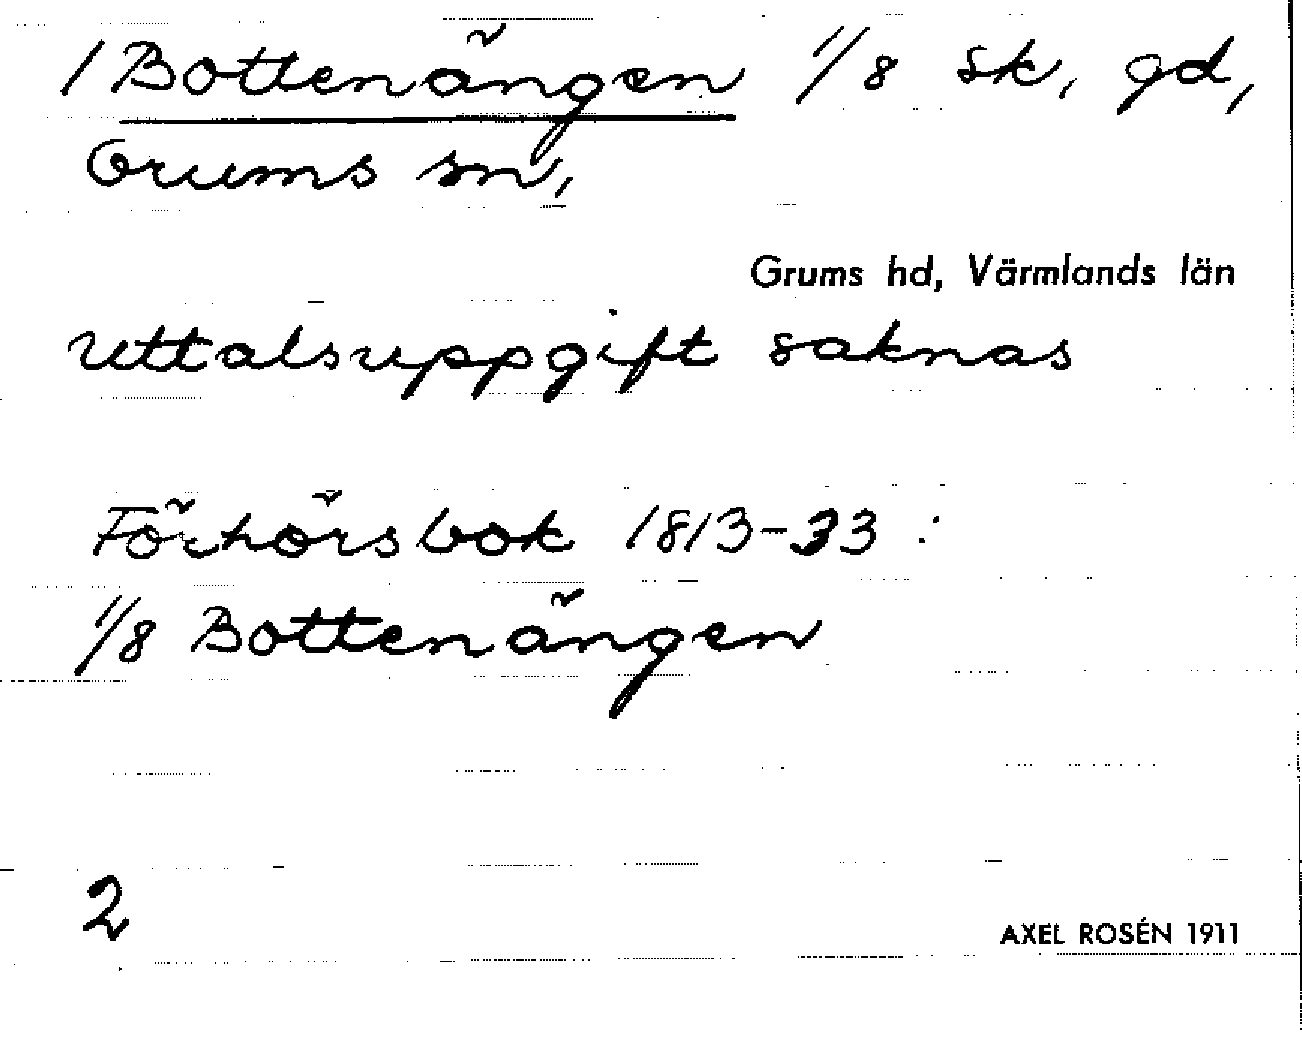 / Bottenängen 1/8 sk, gd,
Grums sn,
Grums hd, Värmlands län
uttalsuppgift saknas
Förhörsbok 1813-33 :
1/8 Bottenängen
2
AXEL ROSÉN 1911